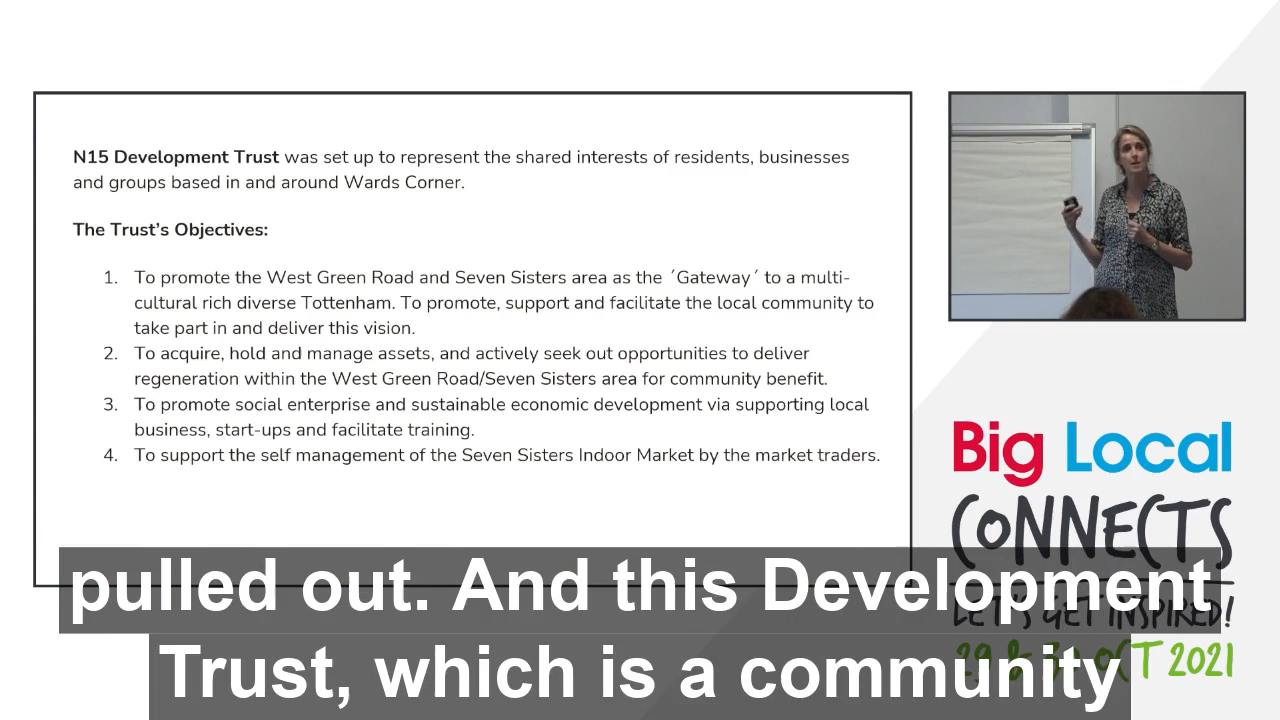 N15 Development Trust was set up to represent the shared interests of residents, businesses
and groups based in and around Wards Corner.
The Trust's Objectives:
1. To promote the West Green Road and Seven Sisters area as the ´Gateway´ to a multi-
cultural rich diverse Tottenham. To promote, support and facilitate the local community to
take part in and deliver this vision.
2. To acquire, hold and manage assets, and actively seek out opportunities to deliver
regeneration within the West Green Road/Seven Sisters area for community benefit.
3. To promote social enterprise and sustainable economic development via supporting local
business, start-ups and facilitate training.
4. To support the self management of the Seven Sisters Indoor Market by the market traders.
Big Local
CONNECTS
LET'S GET INSPIRED!
29 & 30 OCT 2021
pulled out. And this Development
Trust, which is a community